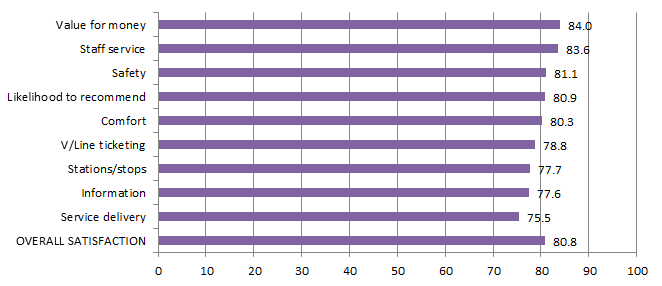 Value for money 84.0
Staff service 83.6
Safety 81.1
Likelihood to recommend 80.9
Comfort 80.3
V/Line ticketing 78.8
Stations/stops 77.7
Information 77.6
Service delivery 75.5
OVERALL SATISFACTION 80.8
0 10 20 30 40 50 60 70 80 90 100